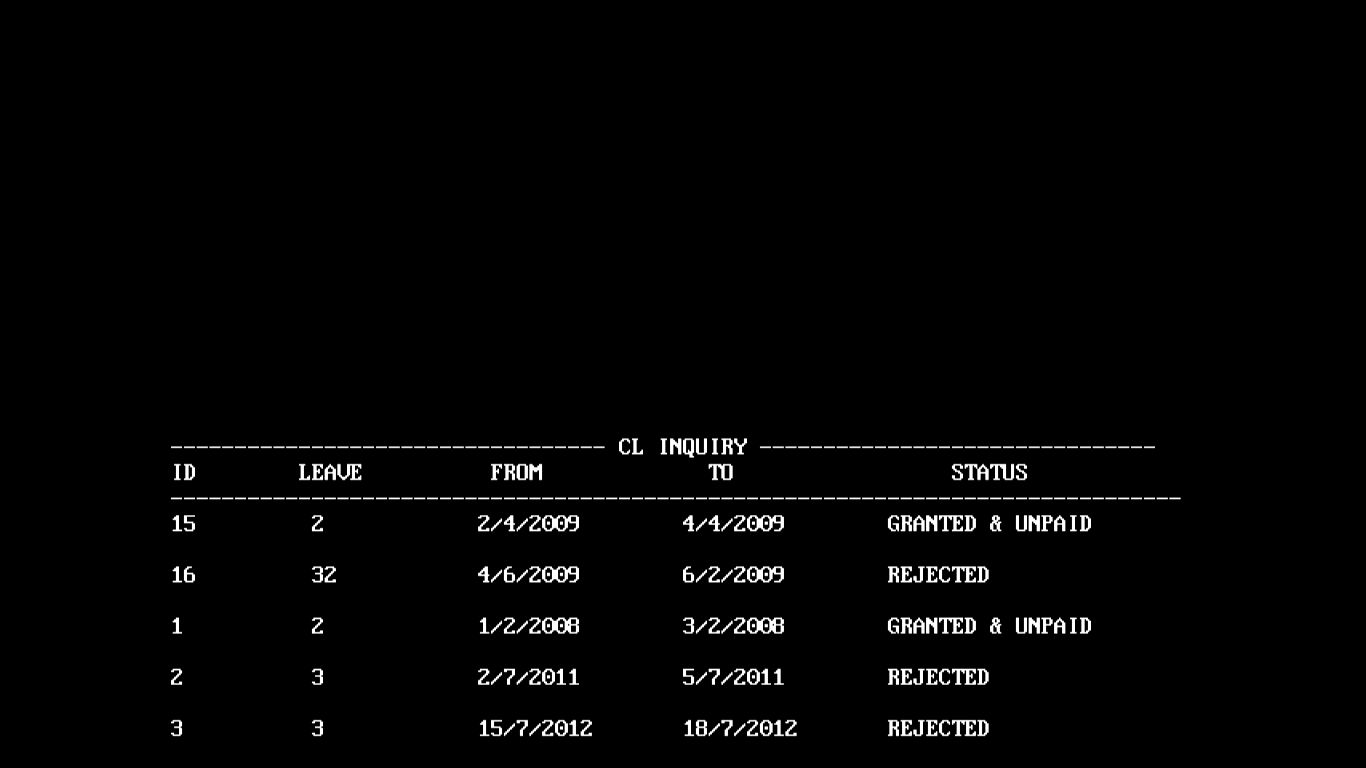 ---------------------------------- CL INQUIRY -------------------------------
ID LEAVE FROM TO STATUS
-------------------------------------------------------------------------------
15 2 2/4/2009 4/4/2009 GRANTED & UNPAID
16 32 4/6/2009 6/2/2009 REJECTED
1 2 1/2/2008 3/2/2008 GRANTED & UNPAID
2 3 2/7/2011 5/7/2011 REJECTED
3 3 15/7/2012 18/7/2012 REJECTED